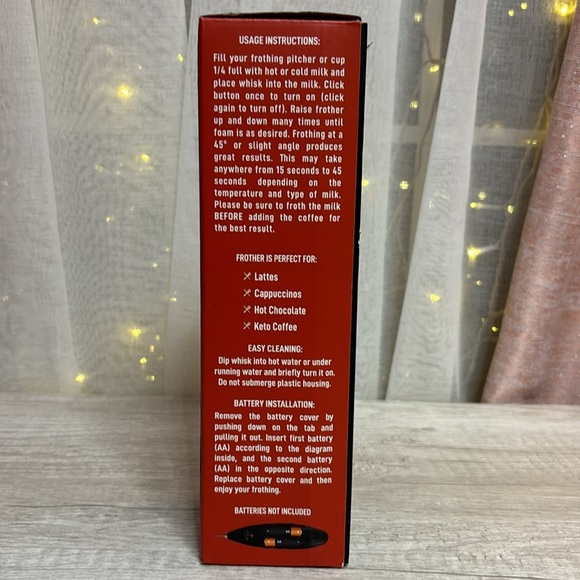 USAGE INSTRUCTIONS:
Fill your frothing pitcher or cup
1/4 full with hot or cold milk and
place whisk into the milk. Click
button once to turn on (click
again to turn off). Raise frother
up and down many times until
foam is as desired. Frothing at a
45° or slight angle produces
great results. This may take
anywhere from 15 seconds to 45
seconds depending on the
temperature and type of milk.
Please be sure to froth the milk
BEFORE adding the coffee for
the best result.
FROTHER IS PERFECT FOR:
Lattes
Cappuccinos
Hot Chocolate
Keto Coffee
EASY CLEANING:
Dip whisk into hot water or under
running water and briefly turn it on.
Do not submerge plastic housing.
BATTERY INSTALLATION:
Remove the battery cover by
pushing down on the tab and
pulling it out. Insert first battery
(AA) according to the diagram
inside, and the second battery
(AA) in the opposite direction.
Replace battery cover and then
enjoy your frothing.
BATTERIES NOT INCLUDED